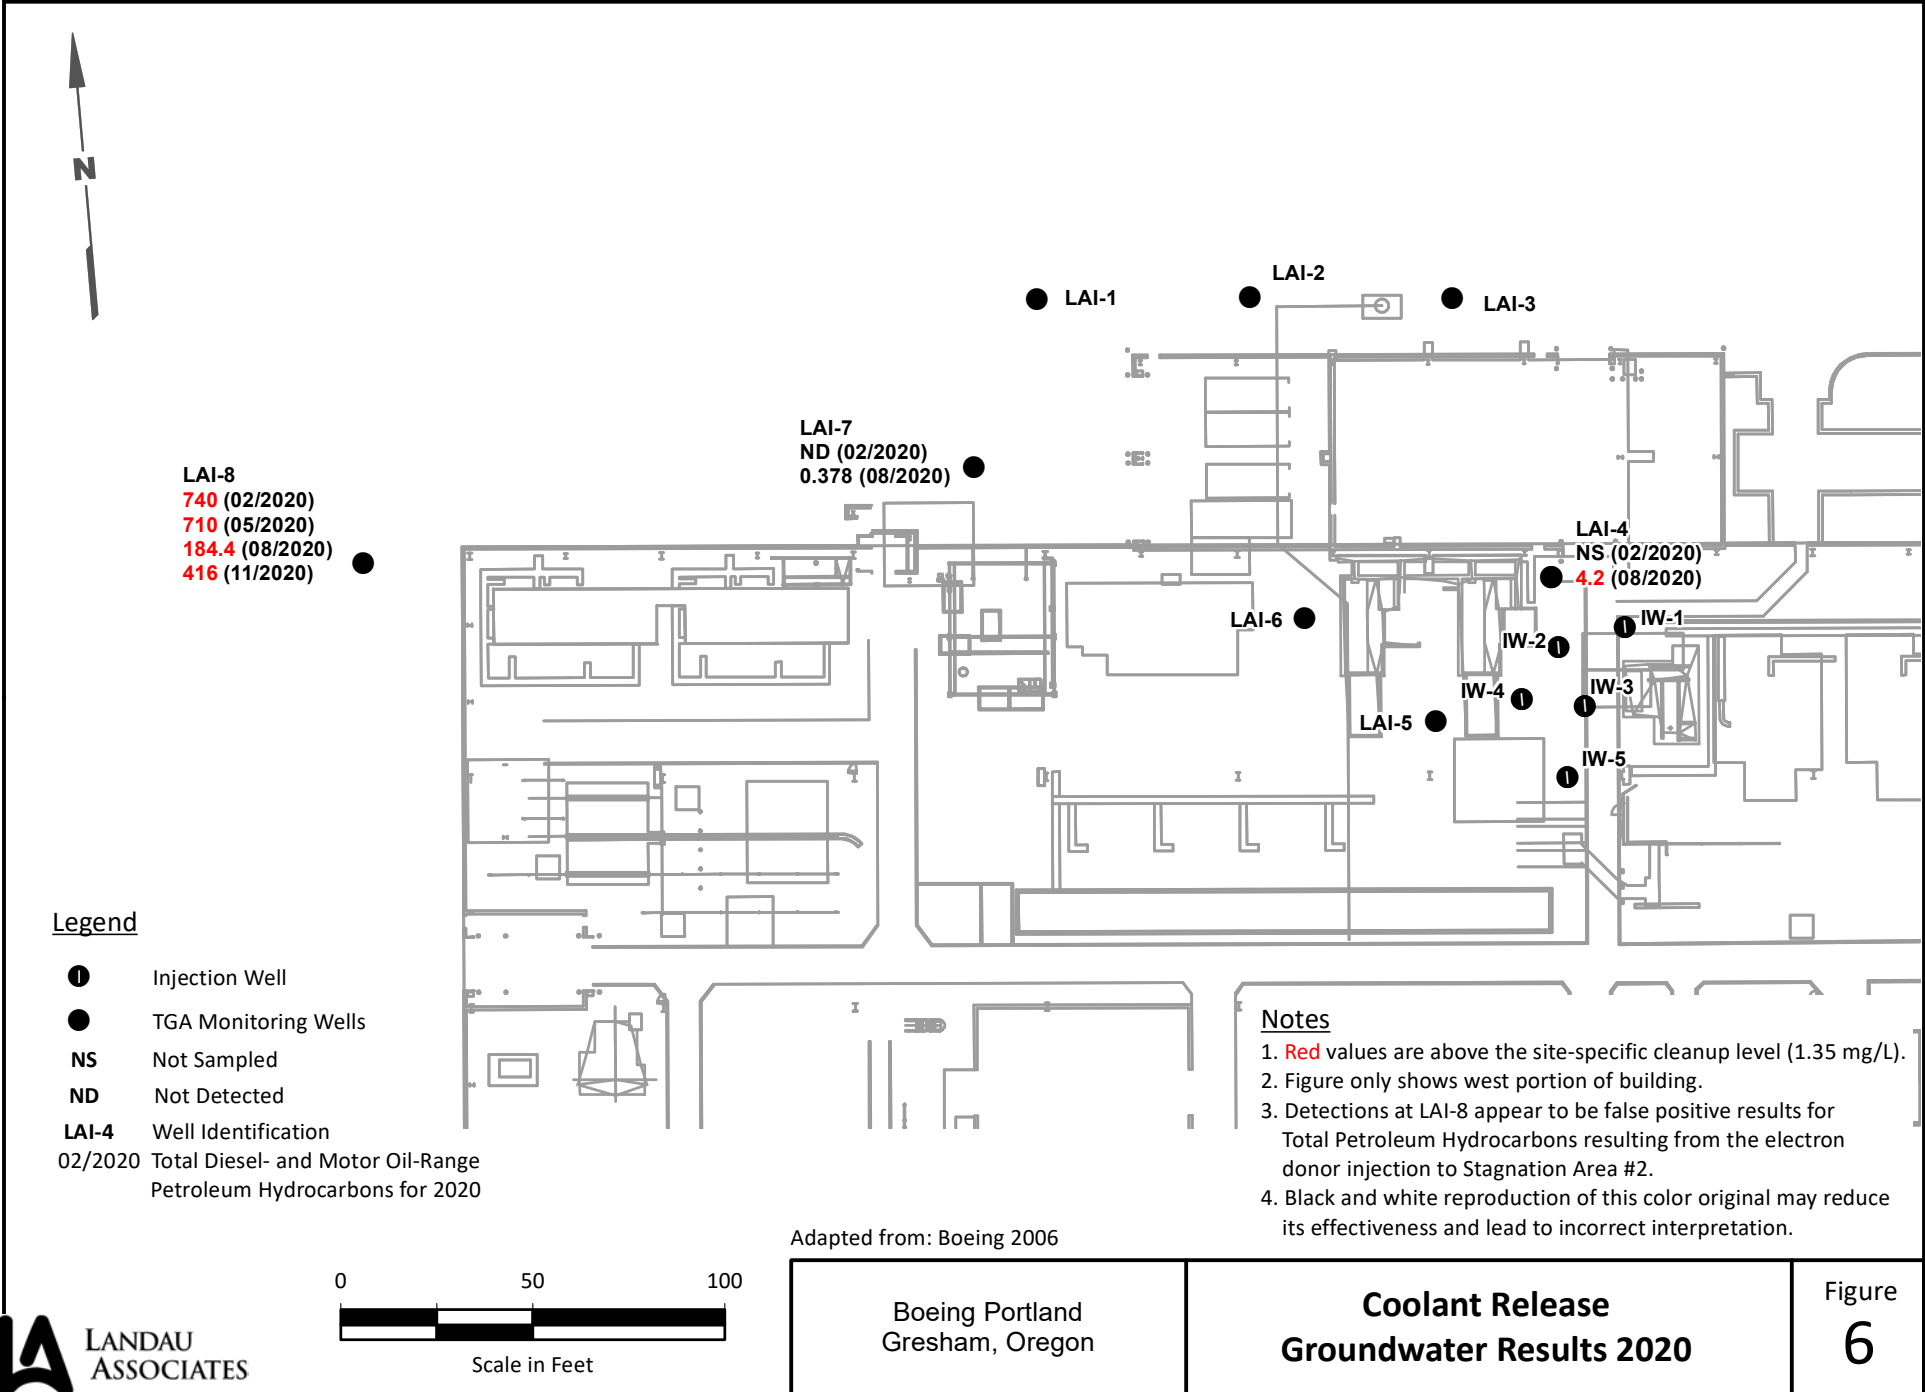 N
LAI-1
LAI-2
LAI-3
LAI-7
ND (02/2020)
0.378 (08/2020)
LAI-8
740 (02/2020)
710 (05/2020)
184.4 (08/2020)
416 (11/2020)
LAI-4
NS (02/2020)
4.2 (08/2020)
LAI-6
IW-1
IW-2
IW-3
IW-4
LAI-5
IW-5
Legend
Injection Well
TGA Monitoring Wells
NS Not Sampled
ND Not Detected
LAI-4 Well Identification
02/2020 Total Diesel- and Motor Oil-Range
Petroleum Hydrocarbons for 2020
Notes
1. Red values are above the site-specific cleanup level (1.35 mg/L).
2. Figure only shows west portion of building.
3. Detections at LAI-8 appear to be false positive results for
Total Petroleum Hydrocarbons resulting from the electron
donor injection to Stagnation Area #2.
4. Black and white reproduction of this color original may reduce
its effectiveness and lead to incorrect interpretation.
Adapted from: Boeing 2006
0 50 100
Scale in Feet
LANDAU
ASSOCIATES
Boeing Portland
Gresham, Oregon
Coolant Release
Groundwater Results 2020
Figure
6